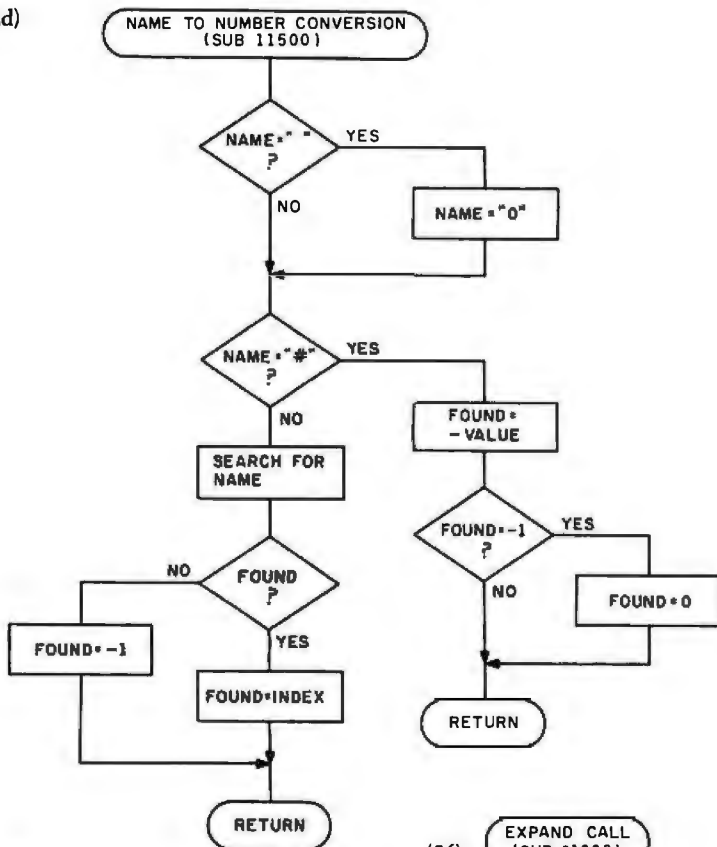 d)
NAME TO NUMBER CONVERSION
(SUB 11500)
NAME=" "
?
YES
NO
NAME="0"
NAME="#"
?
YES
NO
FOUND=
-VALUE
SEARCH FOR
NAME
FOUND=-1
?
YES
NO
FOUND=0
RETURN
FOUND
?
NO
YES
FOUND=-1
FOUND=INDEX
RETURN
EXPAND CALL